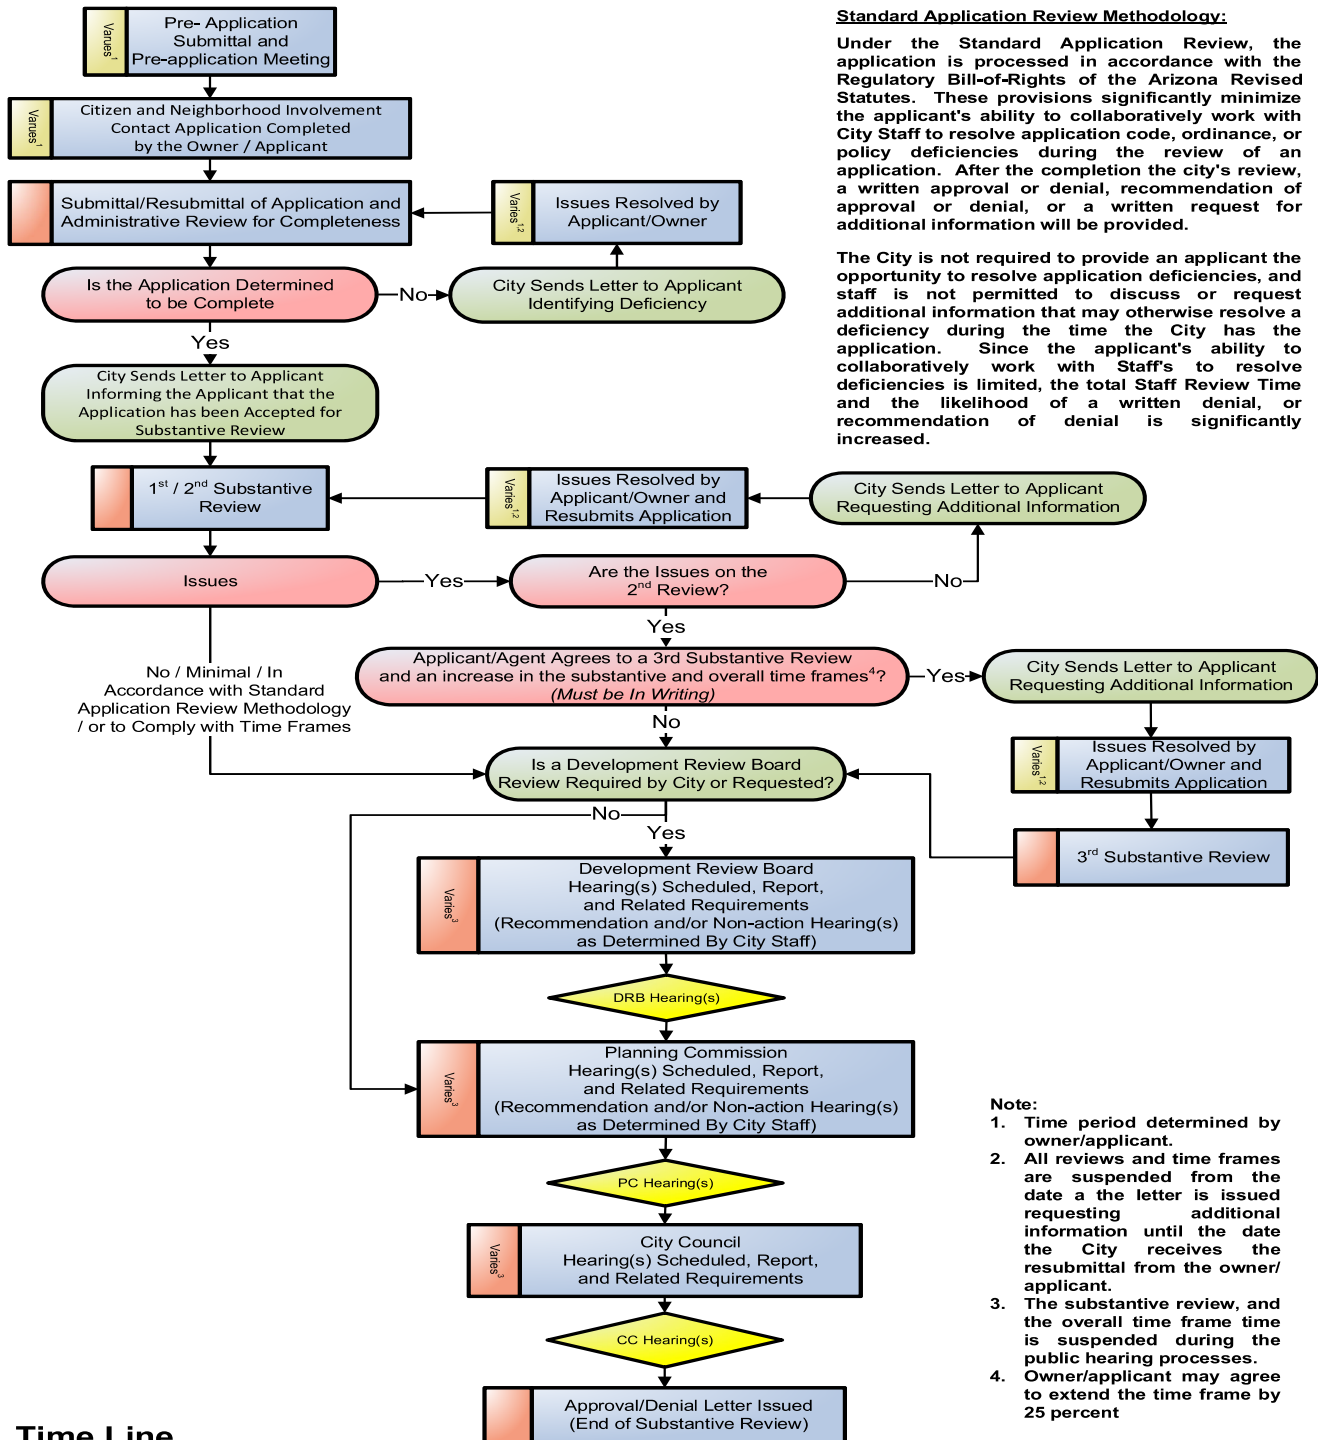 Pre- Application
Submittal and
Pre-application Meeting
Varues1
Citizen and Neighborhood Involvement
Contact Application Completed
by the Owner / Applicant
Varues1
Submittal/Resubmittal of Application and
Administrative Review for Completeness
Issues Resolved by
Applicant/Owner
Varies1,2
Is the Application Determined
to be Complete
No
City Sends Letter to Applicant
Identifying Deficiency
Yes
City Sends Letter to Applicant
Informing the Applicant that the
Application has been Accepted for
Substantive Review
Standard Application Review Methodology:
Under the Standard Application Review, the
application is processed in accordance with the
Regulatory Bill-of-Rights of the Arizona Revised
Statutes. These provisions significantly minimize
the applicant's ability to collaboratively work with
City Staff to resolve application code, ordinance, or
policy deficiencies during the review of an
application. After the completion the city's review,
a written approval or denial, recommendation of
approval or denial, or a written request for
additional information will be provided.
The City is not required to provide an applicant the
opportunity to resolve application deficiencies, and
staff is not permitted to discuss or request
additional information that may otherwise resolve a
deficiency during the time the City has the
application. Since the applicant's ability to
collaboratively work with Staff's to resolve
deficiencies is limited, the total Staff Review Time
and the likelihood of a written denial, or
recommendation of denial is significantly
increased.
1st / 2nd Substantive
Review
Varies1,2
Issues Resolved by
Applicant/Owner and
Resubmits Application
City Sends Letter to Applicant
Requesting Additional Information
Issues
Yes
Are the Issues on the
2nd Review?
No
Yes
No / Minimal / In
Accordance with Standard
Application Review Methodology
/ or to Comply with Time Frames
Applicant/Agent Agrees to a 3rd Substantive Review
and an increase in the substantive and overall time frames4?
(Must be In Writing)
Yes
City Sends Letter to Applicant
Requesting Additional Information
No
Varies1,2
Issues Resolved by
Applicant/Owner and
Resubmits Application
Is a Development Review Board
Review Required by City or Requested?
3rd Substantive Review
No
Yes
Varies3
Development Review Board
Hearing(s) Scheduled, Report,
and Related Requirements
(Recommendation and/or Non-action Hearing(s)
as Determined By City Staff)
DRB Hearing(s)
Varies3
Planning Commission
Hearing(s) Scheduled, Report,
and Related Requirements
(Recommendation and/or Non-action Hearing(s)
as Determined By City Staff)
PC Hearing(s)
Varies3
City Council
Hearing(s) Scheduled, Report,
and Related Requirements
CC Hearing(s)
Approval/Denial Letter Issued
(End of Substantive Review)
Note:
1. Time period determined by
owner/applicant.
2. All reviews and time frames
are suspended from the
date a the letter is issued
requesting additional
information until the date
the City receives the
resubmittal from the owner/
applicant.
3. The substantive review, and
the overall time frame time
is suspended during the
public hearing processes.
4. Owner/applicant may agree
to extend the time frame by
25 percent
Time Line